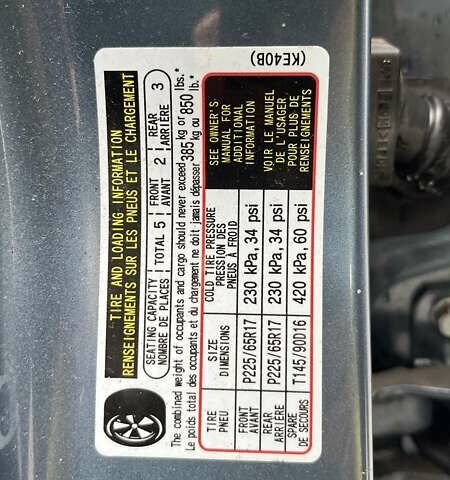 TIRE AND LOADING INFORMATION
RENSEIGNEMENTS SUR LES PNEUS ET LE CHARGEMENT
SEATING CAPACITY
NOMBRE DE PLACES
TOTAL 5
FRONT
AVANT
2
REAR
ARRIÈRE
3
The combined weight of occupants and cargo should never exceed 385 kg or 850 lbs.*
Le poids total des occupants et du chargement ne doit jamais dépasser 385 kg ou 850 lb.*
TIRE
PNEU
SIZE
DIMENSIONS
COLD TIRE PRESSURE
PRESSION DES
PNEUS À FROID
SEE OWNER'S
MANUAL FOR
ADDITIONAL
INFORMATION
FRONT
AVANT
P225/65R17
230 kPa, 34 psi
REAR
ARRIÈRE
P225/65R17
230 kPa, 34 psi
VOIR LE MANUEL
DE L'USAGER
POUR PLUS DE
RENSEIGNEMENTS
SPARE
DE SECOURS
T145/90D16
420 kPa, 60 psi
(KE40B)